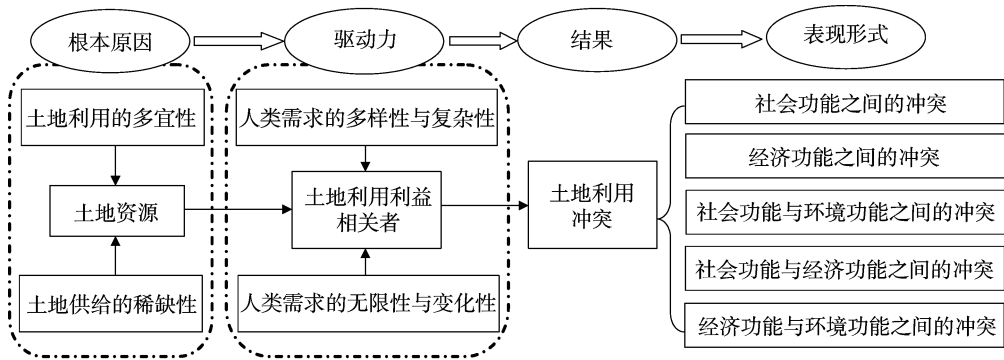 根本原因
驱动力
结果
表现形式
土地利用的多宜性
土地资源
土地供给的稀缺性
人类需求的多样性与复杂性
土地利用利益
相关者
人类需求的无限性与变化性
土地利用
冲突
社会功能之间的冲突
经济功能之间的冲突
社会功能与环境功能之间的冲突
社会功能与经济功能之间的冲突
经济功能与环境功能之间的冲突